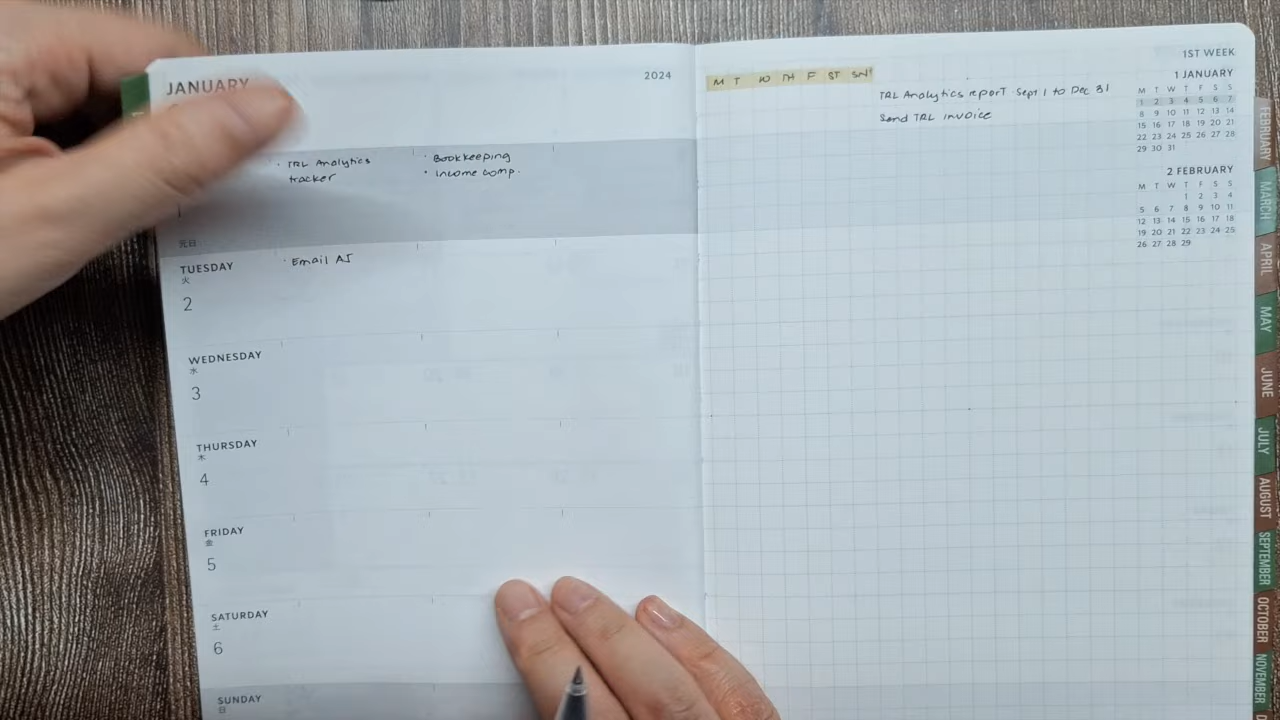 JANUARY
2024
TRL Analytics
tracker
Bookkeeping
Income comp.
元日
TUESDAY
火
2
Email AJ
WEDNESDAY
水
3
THURSDAY
木
4
FRIDAY
金
5
SATURDAY
土
6
SUNDAY
日
M T W TH F ST SN
TRL Analytics report Sept 1 to Dec 31
Send TRL invoice
1ST WEEK
1 JANUARY
M T W T F S S
1 2 3 4 5 6 7
8 9 10 11 12 13 14
15 16 17 18 19 20 21
22 23 24 25 26 27 28
29 30 31
2 FEBRUARY
M T W T F S S
1 2 3 4
5 6 7 8 9 10 11
12 13 14 15 16 17 18
19 20 21 22 23 24 25
26 27 28 29
FEBRUARY
MARCH
APRIL
MAY
JUNE
JULY
AUGUST
SEPTEMBER
OCTOBER
NOVEMBER